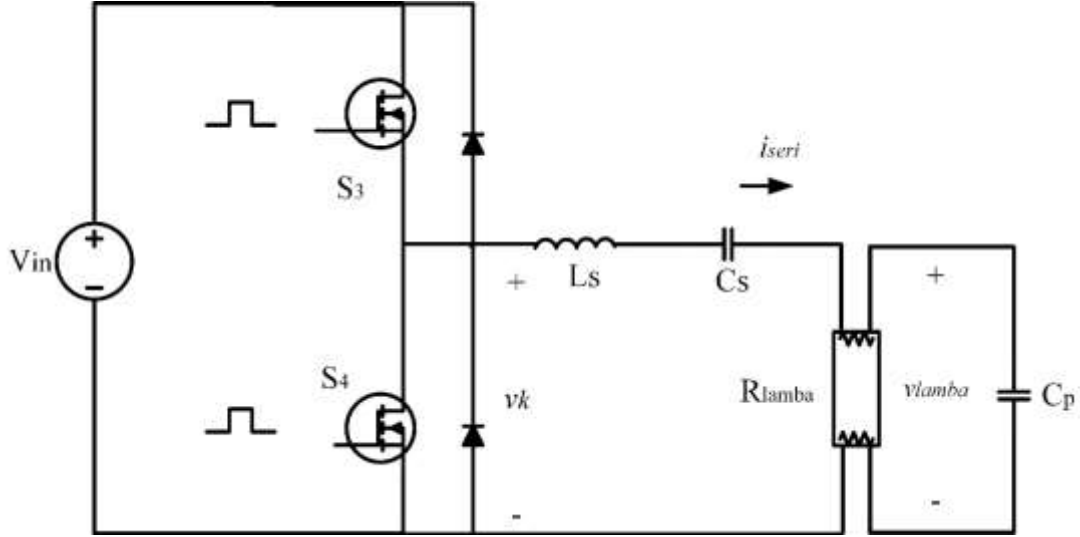 S3
iseri
Vin
+
−
+
Ls
Cs
+
S4
vk
Rlamba
vlamba
Cp
-
-